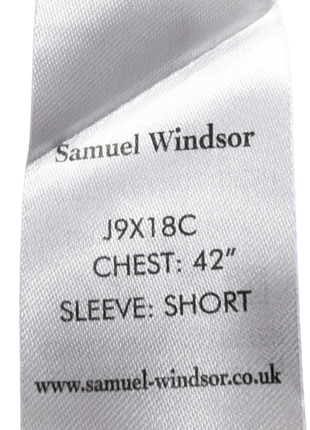 Samuel Windsor
J9X18C
CHEST: 42"
SLEEVE: SHORT
www.samuel-windsor.co.uk